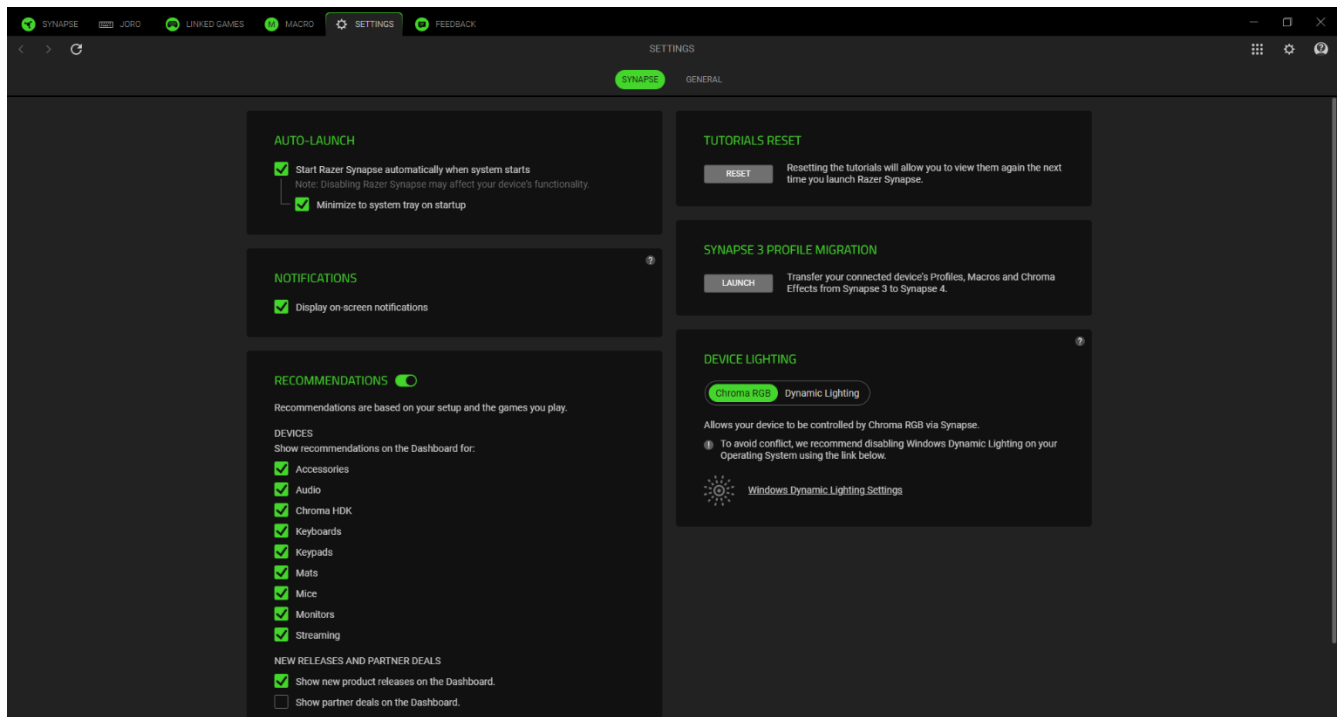 SYNAPSE JORO LINKED GAMES M MACRO SETTINGS FEEDBACK
SETTINGS
SYNAPSE GENERAL
AUTO-LAUNCH
Start Razer Synapse automatically when system starts
Note: Disabling Razer Synapse may affect your device's functionality.
Minimize to system tray on startup
NOTIFICATIONS
?
Display on-screen notifications
RECOMMENDATIONS
Recommendations are based on your setup and the games you play.
DEVICES
Show recommendations on the Dashboard for:
Accessories
Audio
Chroma HDK
Keyboards
Keypads
Mats
Mice
Monitors
Streaming
NEW RELEASES AND PARTNER DEALS
Show new product releases on the Dashboard.
Show partner deals on the Dashboard.
TUTORIALS RESET
RESET
Resetting the tutorials will allow you to view them again the next
time you launch Razer Synapse.
SYNAPSE 3 PROFILE MIGRATION
LAUNCH
Transfer your connected device's Profiles, Macros and Chroma
Effects from Synapse 3 to Synapse 4.
?
DEVICE LIGHTING
Chroma RGB Dynamic Lighting
Allows your device to be controlled by Chroma RGB via Synapse.
To avoid conflict, we recommend disabling Windows Dynamic Lighting on your
Operating System using the link below.
Windows Dynamic Lighting Settings